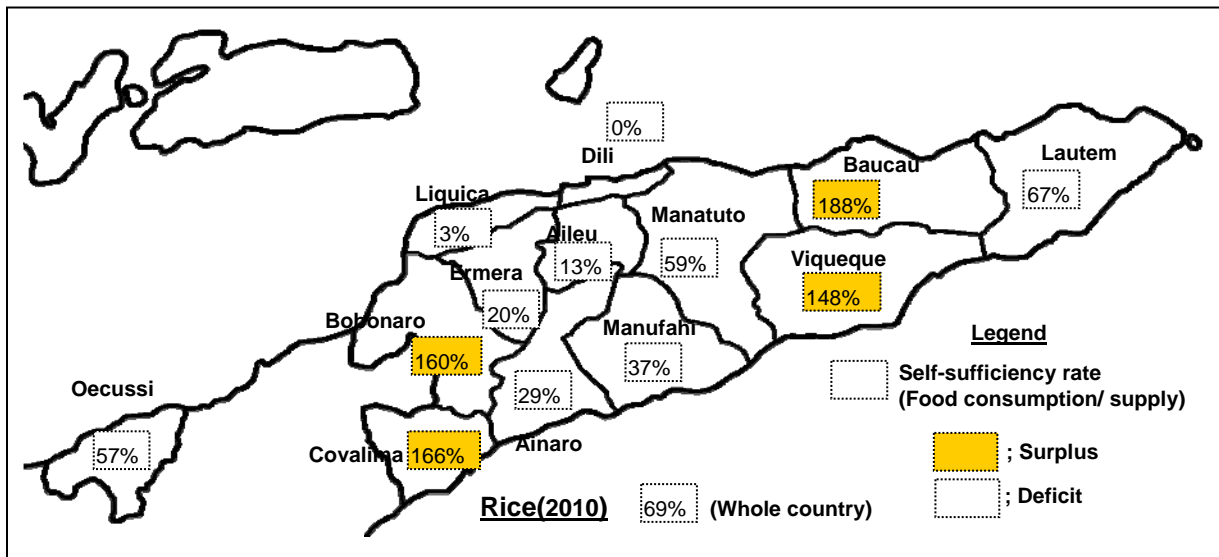 0%
Dili
Baucau
188%
Lautem
67%
Liquica
3%
Aileu
13%
Manatuto
59%
Ermera
20%
Viqueque
148%
Bobonaro
160%
Manufahi
37%
Legend
Self-sufficiency rate
(Food consumption/ supply)
; Surplus
; Deficit
Oecussi
57%
29%
Ainaro
Covalima
166%
Rice(2010)
69%
(Whole country)